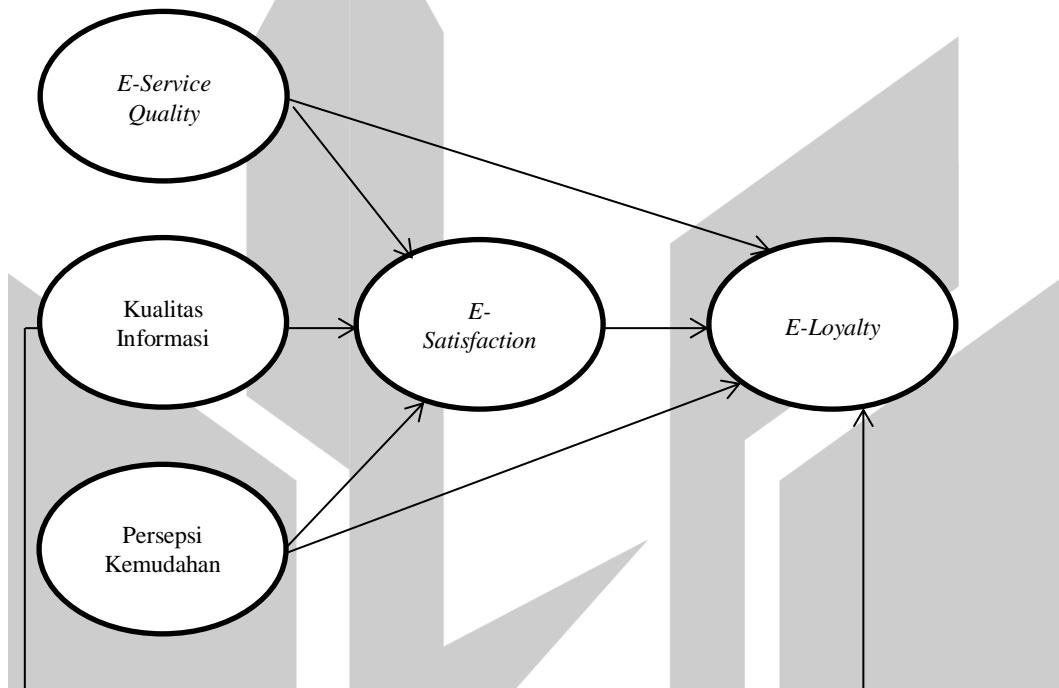 E-Service
Quality
Kualitas
Informasi
E-
Satisfaction
E-Loyalty
Persepsi
Kemudahan